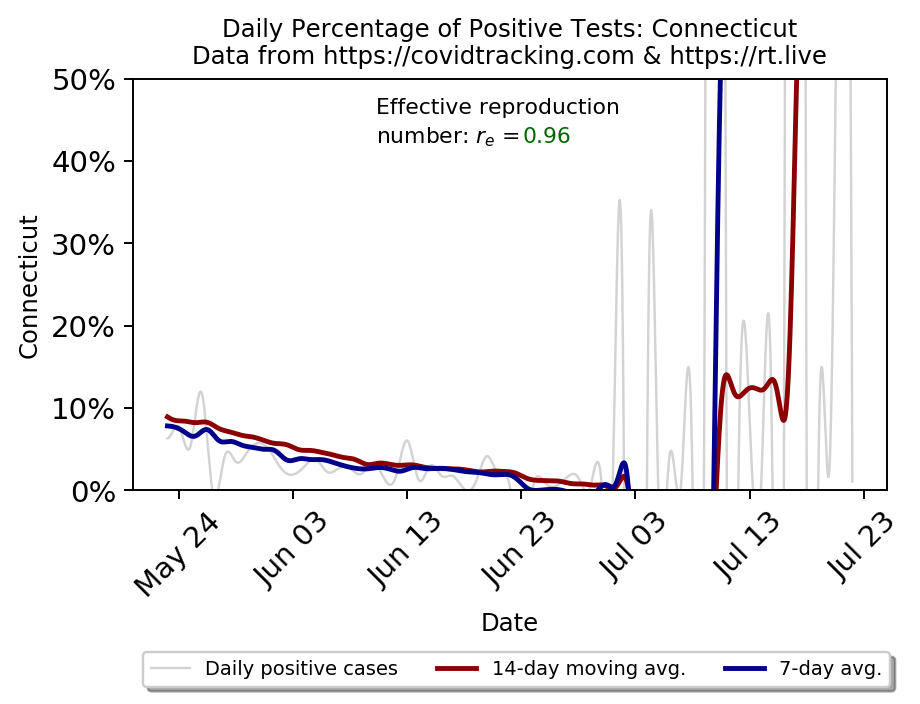 Daily Percentage of Positive Tests: Connecticut
Data from https://covidtracking.com & https://rt.live
50%
40%
30%
20%
10%
0%
Connecticut
Effective reproduction
number: rₑ =0.96
May 24
Jun 03
Jun 13
Jun 23
Jul 03
Jul 13
Jul 23
Date
Daily positive cases
14-day moving avg.
7-day avg.